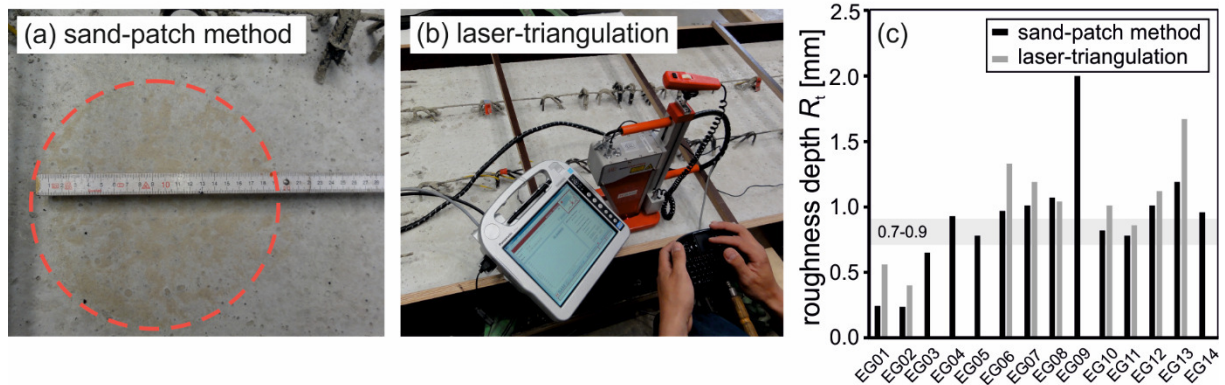 (a) sand-patch method
(b) laser-triangulation
(c)
sand-patch method
laser-triangulation
roughness depth Rt [mm]
2.5
2.0
1.5
1.0
0.5
0.0
0.7-0.9
EG01
EG02
EG03
EG04
EG05
EG06
EG07
EG08
EG09
EG10
EG11
EG12
EG13
EG14